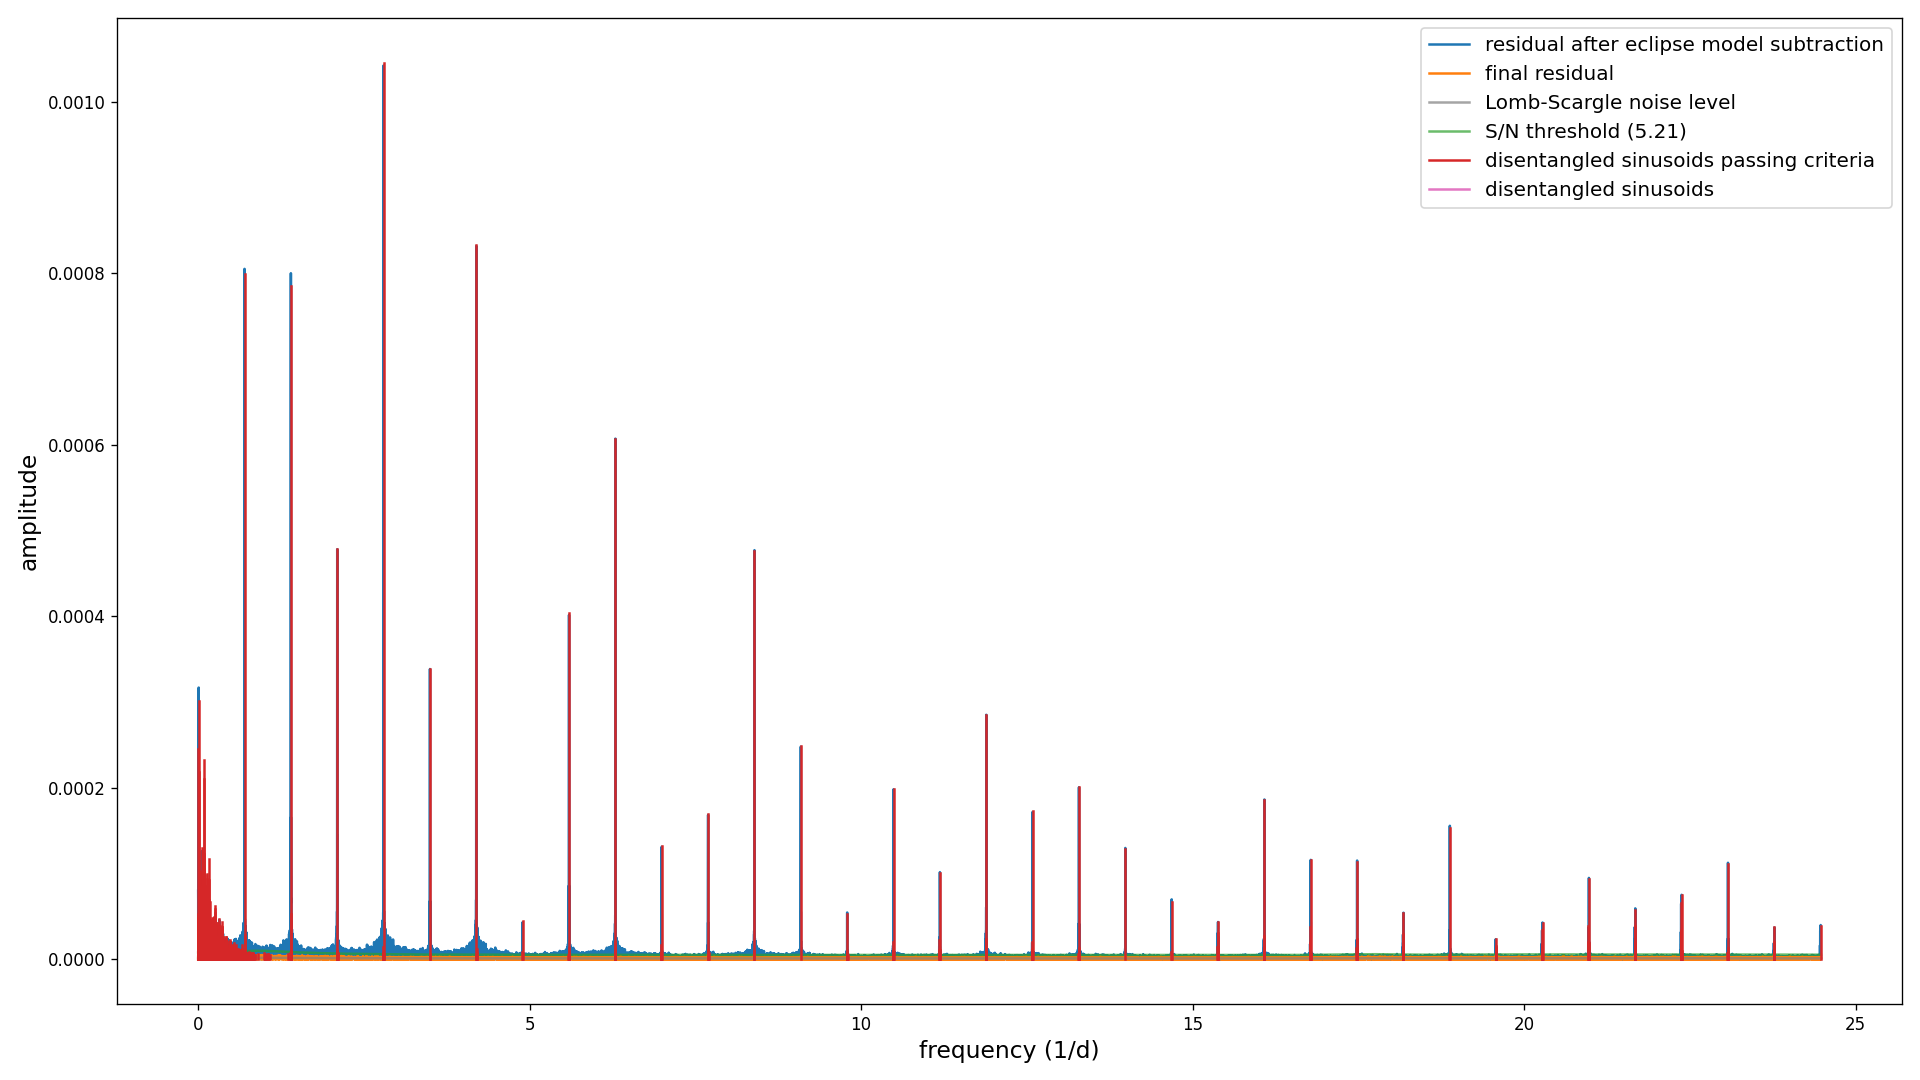 residual after eclipse model subtraction
final residual
Lomb-Scargle noise level
S/N threshold (5.21)
disentangled sinusoids passing criteria
disentangled sinusoids
0.0010
0.0008
0.0006
0.0004
0.0002
0.0000
amplitude
0 5 10 15 20 25
frequency (1/d)